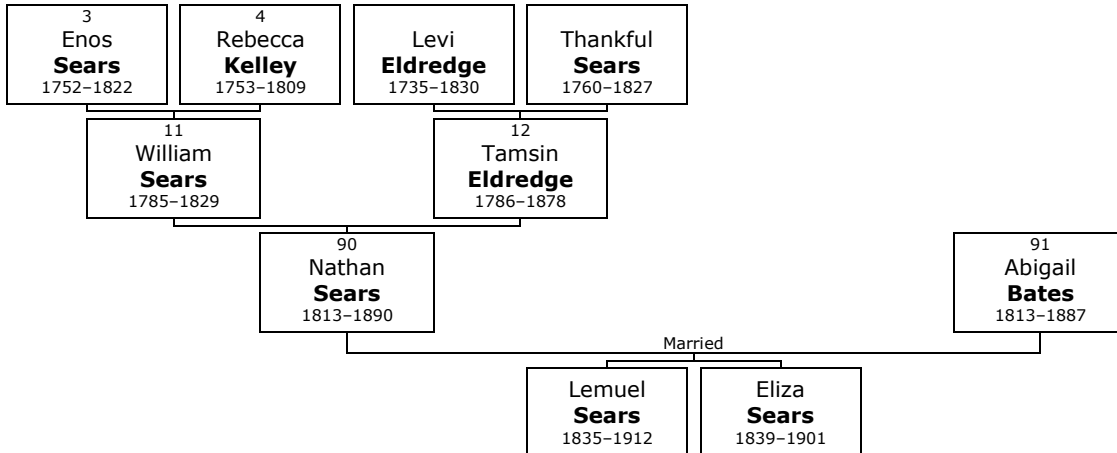 3
Enos
Sears
1752–1822
4
Rebecca
Kelley
1753–1809
Levi
Eldredge
1735–1830
Thankful
Sears
1760–1827
11
William
Sears
1785–1829
12
Tamsin
Eldredge
1786–1878
90
Nathan
Sears
1813–1890
91
Abigail
Bates
1813–1887
Married
Lemuel
Sears
1835–1912
Eliza
Sears
1839–1901